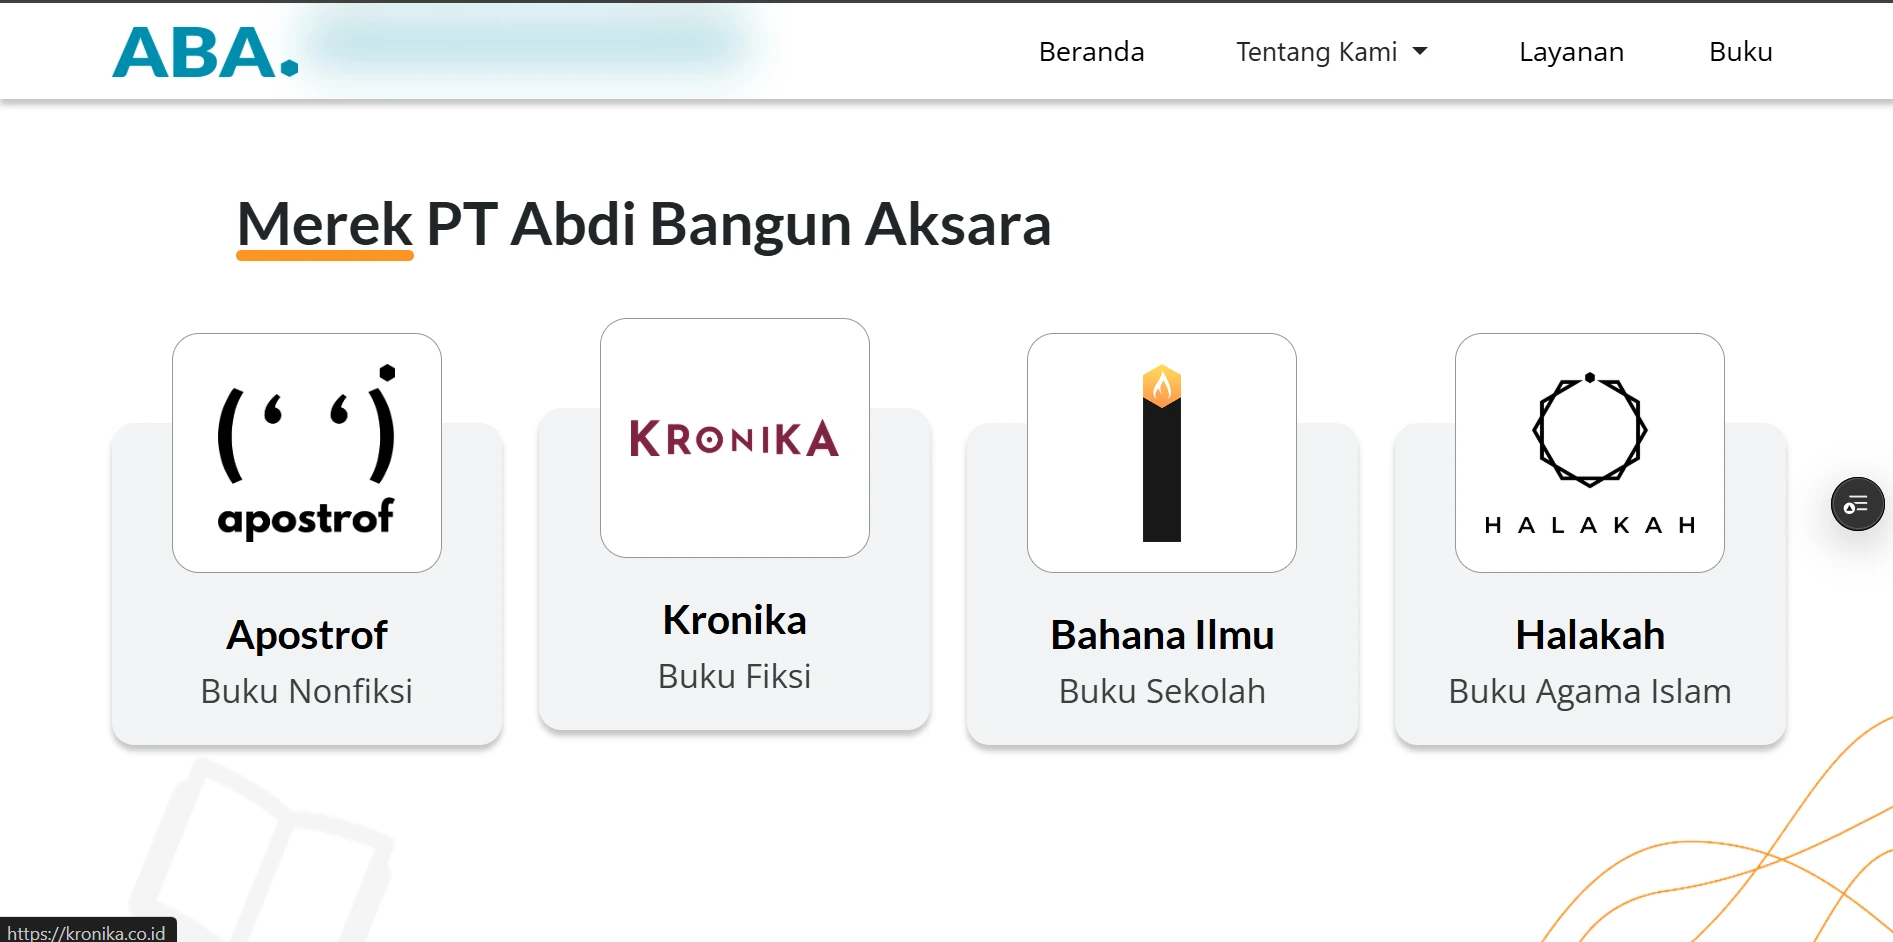 ABA.
Beranda
Tentang Kami
Layanan
Buku
Merek PT Abdi Bangun Aksara
(‘ ‘)
apostrof
KRONIKA
HALAKAH
Apostrof
Buku Nonfiksi
Kronika
Buku Fiksi
Bahana Ilmu
Buku Sekolah
Halakah
Buku Agama Islam
https://kronika.co.id